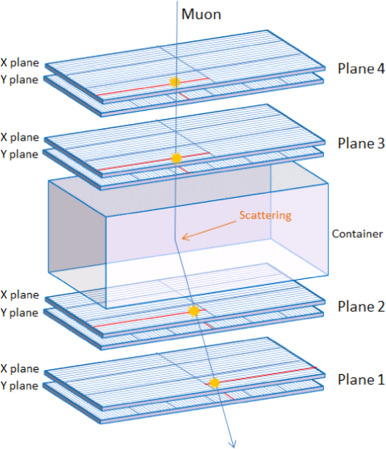 Muon
X plane
Y plane
Plane 4
X plane
Y plane
Plane 3
Scattering
Container
X plane
Y plane
Plane 2
X plane
Y plane
Plane 1